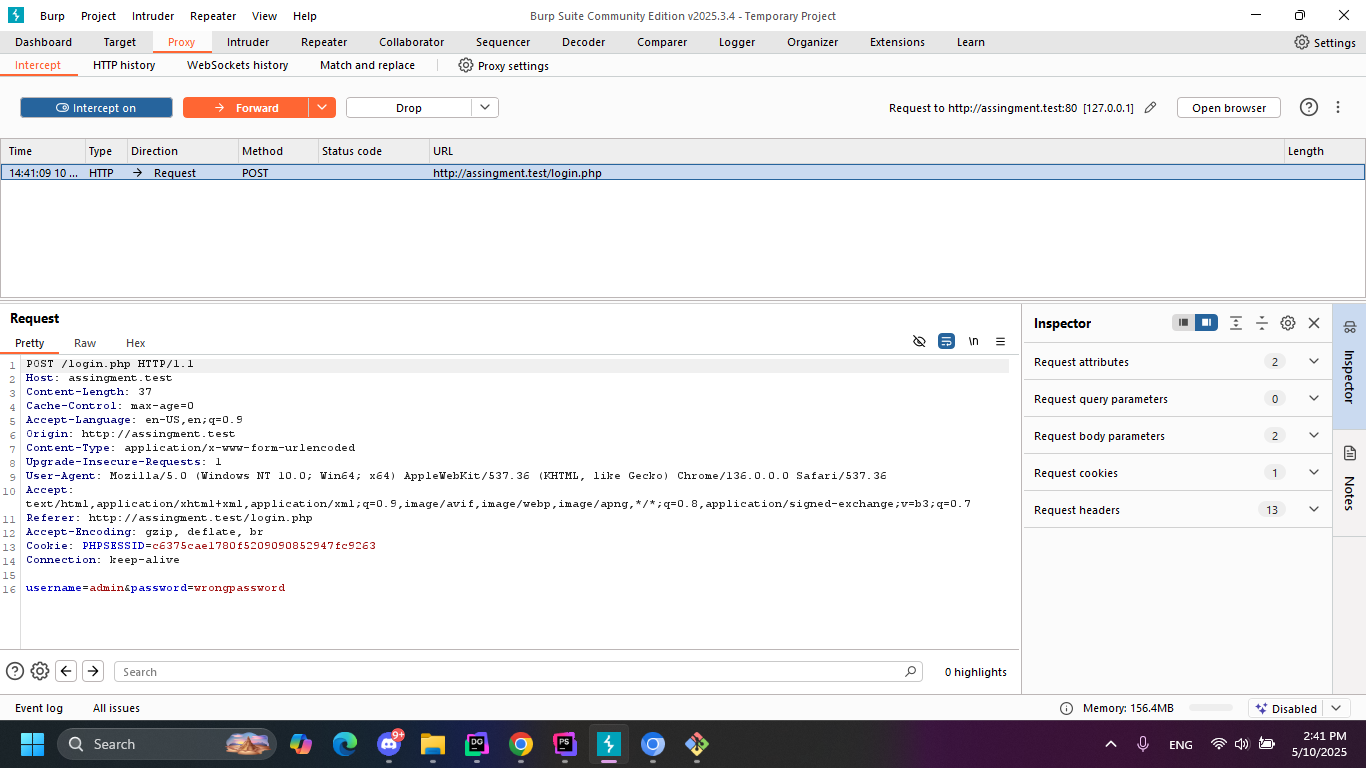 Burp Project Intruder Repeater View Help Burp Suite Community Edition v2025.3.4 - Temporary Project
Dashboard Target Proxy Intruder Repeater Collaborator Sequencer Decoder Comparer Logger Organizer Extensions Learn Settings
Intercept HTTP history WebSockets history Match and replace Proxy settings
Intercept on Forward Drop Request to http://assingment.test:80 [127.0.0.1] Open browser
Time Type Direction Method Status code URL Length
14:41:09 10 ... HTTP → Request POST http://assingment.test/login.php
Request
Pretty Raw Hex \n
1 POST /login.php HTTP/1.1
2 Host: assingment.test
3 Content-Length: 37
4 Cache-Control: max-age=0
5 Accept-Language: en-US,en;q=0.9
6 Origin: http://assingment.test
7 Content-Type: application/x-www-form-urlencoded
8 Upgrade-Insecure-Requests: 1
9 User-Agent: Mozilla/5.0 (Windows NT 10.0; Win64; x64) AppleWebKit/537.36 (KHTML, like Gecko) Chrome/136.0.0.0 Safari/537.36
10 Accept:
text/html,application/xhtml+xml,application/xml;q=0.9,image/avif,image/webp,image/apng,*/*;q=0.8,application/signed-exchange;v=b3;q=0.7
11 Referer: http://assingment.test/login.php
12 Accept-Encoding: gzip, deflate, br
13 Cookie: PHPSESSID=c6375cae1780f5209090852947fc9263
14 Connection: keep-alive
15
16 username=admin&password=wrongpassword
Search 0 highlights
Inspector
Request attributes 2
Request query parameters 0
Request body parameters 2
Request cookies 1
Request headers 13
Inspector
Notes
Event log All issues Memory: 156.4MB Disabled
Search 9+ DG PS ENG 2:41 PM
5/10/2025